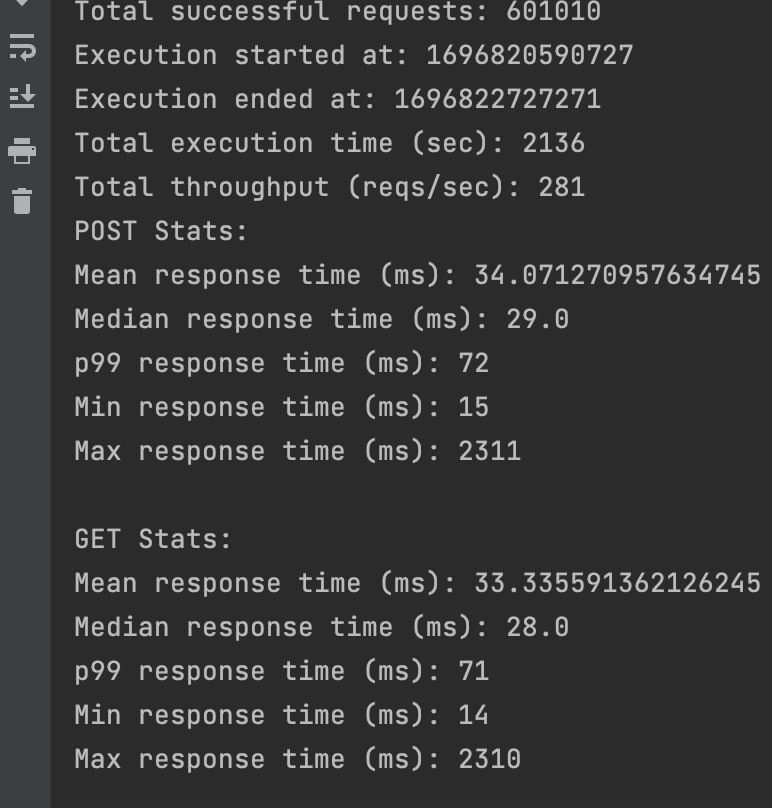 Total successful requests: 601010
Execution started at: 1696820590727
Execution ended at: 1696822727271
Total execution time (sec): 2136
Total throughput (reqs/sec): 281
POST Stats:
Mean response time (ms): 34.071270957634745
Median response time (ms): 29.0
p99 response time (ms): 72
Min response time (ms): 15
Max response time (ms): 2311
GET Stats:
Mean response time (ms): 33.335591362126245
Median response time (ms): 28.0
p99 response time (ms): 71
Min response time (ms): 14
Max response time (ms): 2310